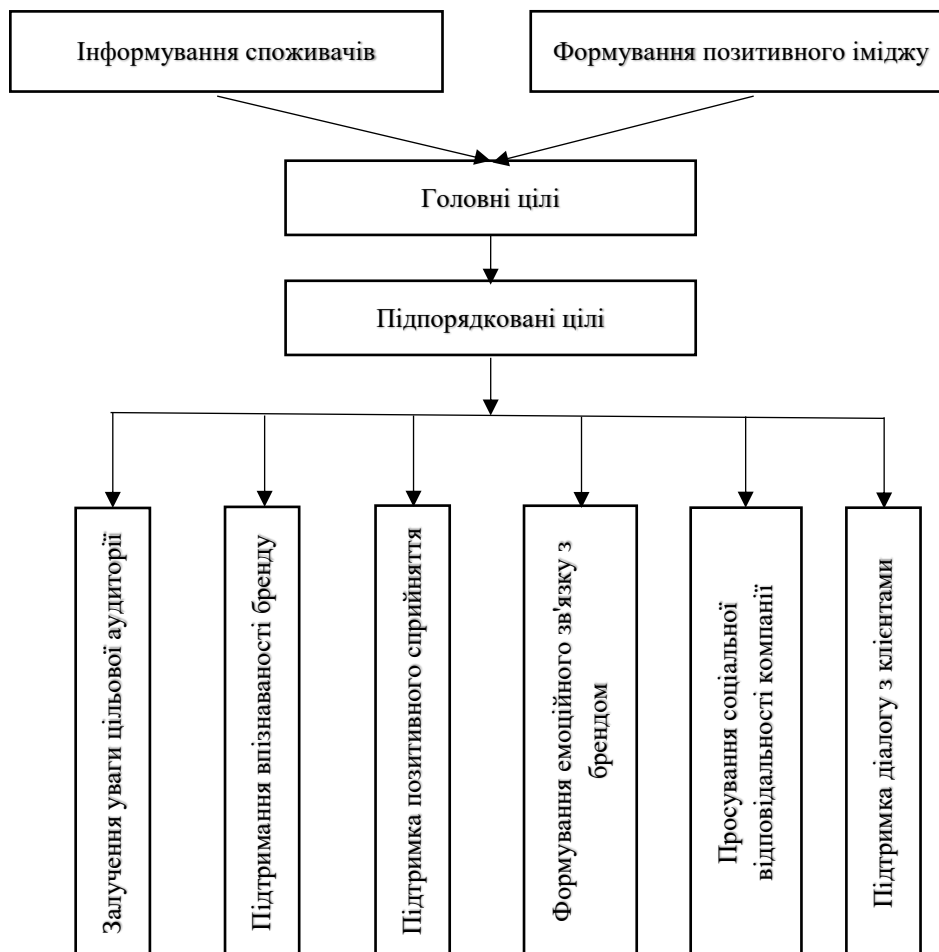 Інформування споживачів
Формування позитивного іміджу
Головні цілі
Підпорядковані цілі
Залучення уваги цільової аудиторії
Підтримання впізнаваності бренду
Підтримка позитивного сприйняття
Формування емоційного зв'язку з
брендом
Просування соціальної
відповідальності компанії
Підтримка діалогу з клієнтами